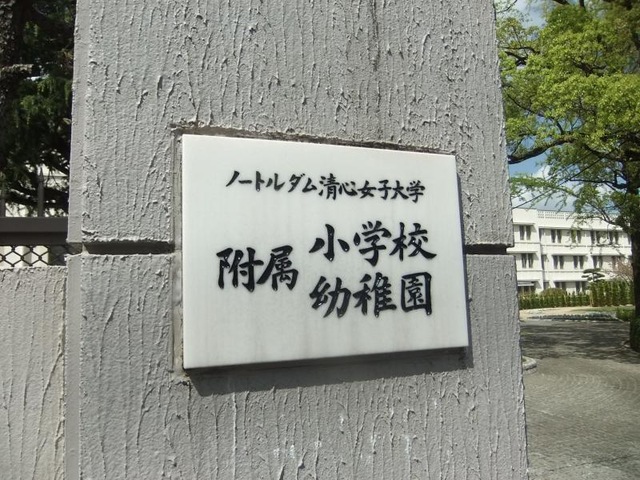 ノートルダム清心女子大学
附属 小学校
幼稚園